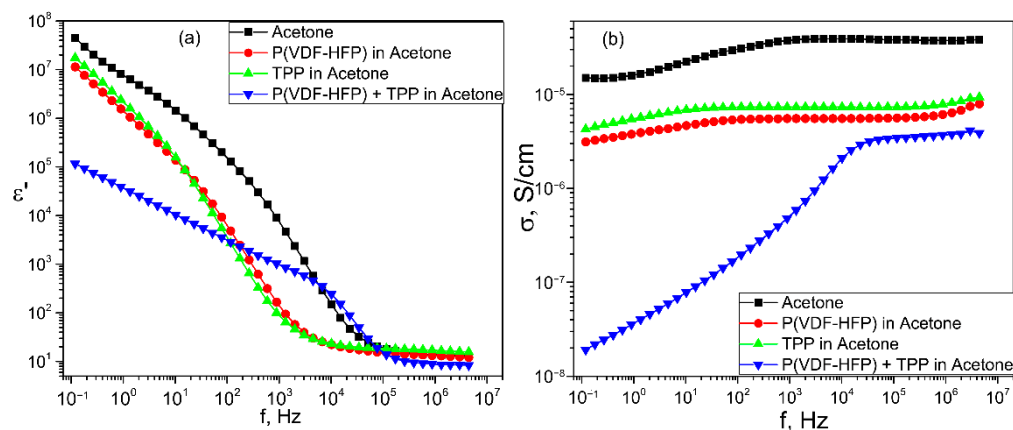 (a)
Acetone
P(VDF-HFP) in Acetone
TPP in Acetone
P(VDF-HFP) + TPP in Acetone
10⁸
10⁷
10⁶
10⁵
10⁴
10³
10²
10¹
ε'
10⁻¹ 10⁰ 10¹ 10² 10³ 10⁴ 10⁵ 10⁶ 10⁷
f, Hz
(b)
10⁻⁵
10⁻⁶
10⁻⁷
10⁻⁸
σ, S/cm
Acetone
P(VDF-HFP) in Acetone
TPP in Acetone
P(VDF-HFP) + TPP in Acetone
10⁻¹ 10⁰ 10¹ 10² 10³ 10⁴ 10⁵ 10⁶ 10⁷
f, Hz